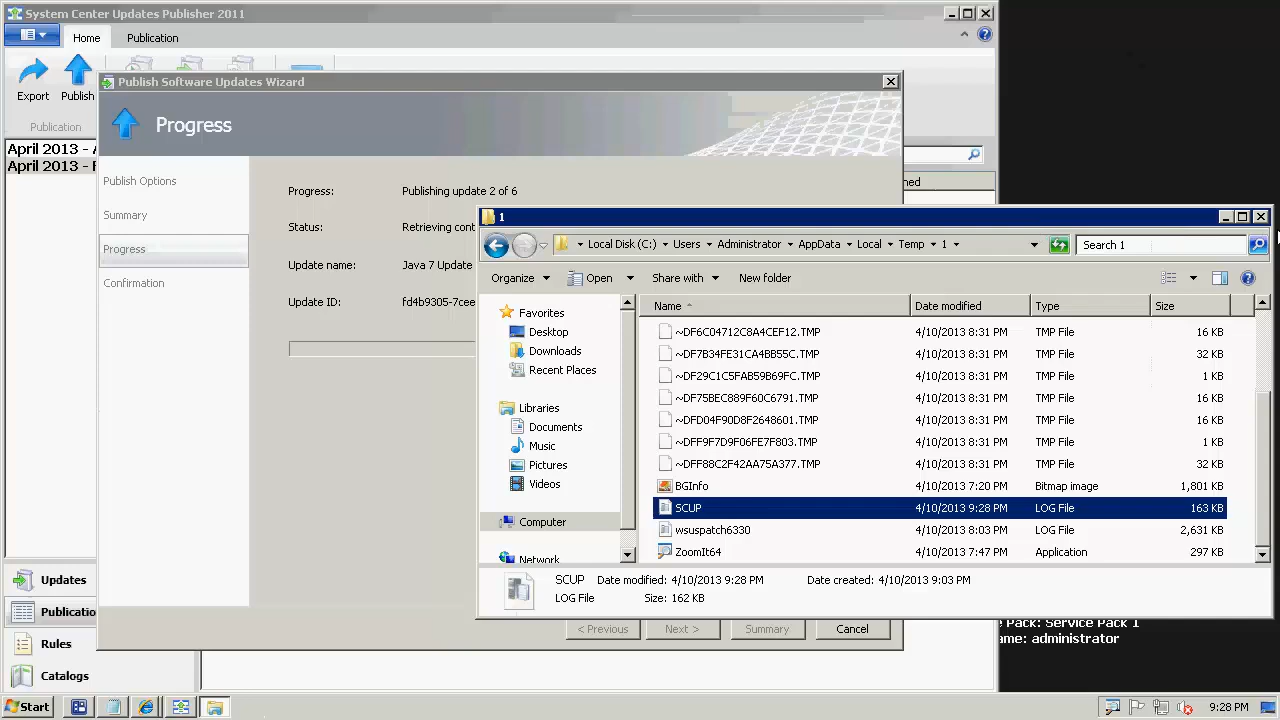 System Center Updates Publisher 2011
Home
Publication
Export
Publish
Publication
April 2013 -
April 2013 -
Publish Software Updates Wizard
Progress
Publish Options
Summary
Progress
Confirmation
Progress: Publishing update 2 of 6
Status: Retrieving cont
Update name: Java 7 Update
Update ID: fd4b9305-7cee
< Previous
Next >
Summary
Cancel
Updates
Publicatio
Rules
Catalogs
1
Local Disk (C:) Users Administrator AppData Local Temp 1
Search 1
Organize
Open
Share with
New folder
Favorites
Desktop
Downloads
Recent Places
Libraries
Documents
Music
Pictures
Videos
Computer
Network
Name Date modified Type Size
~DF6C04712C8A4CEF12.TMP 4/10/2013 8:31 PM TMP File 16 KB
~DF7B34FE31CA4BB55C.TMP 4/10/2013 8:31 PM TMP File 32 KB
~DF29C1C5FAB59B69FC.TMP 4/10/2013 8:31 PM TMP File 1 KB
~DF75BEC889F60C6791.TMP 4/10/2013 8:31 PM TMP File 16 KB
~DFD04F90D8F2648601.TMP 4/10/2013 8:31 PM TMP File 16 KB
~DFF9F7D9F06FE7F803.TMP 4/10/2013 8:31 PM TMP File 1 KB
~DFF88C2F42AA75A377.TMP 4/10/2013 8:31 PM TMP File 32 KB
BGInfo 4/10/2013 7:20 PM Bitmap image 1,801 KB
SCUP 4/10/2013 9:28 PM LOG File 163 KB
wsuspatch6330 4/10/2013 8:03 PM LOG File 2,631 KB
ZoomIt64 4/10/2013 7:47 PM Application KB
SCUP Date modified: 4/10/2013 9:28 PM Date created: 4/10/2013 9:03 PM
LOG File Size: 162 KB
ned
Pack: Service Pack 1
ame: administrator
Start
9:28 PM